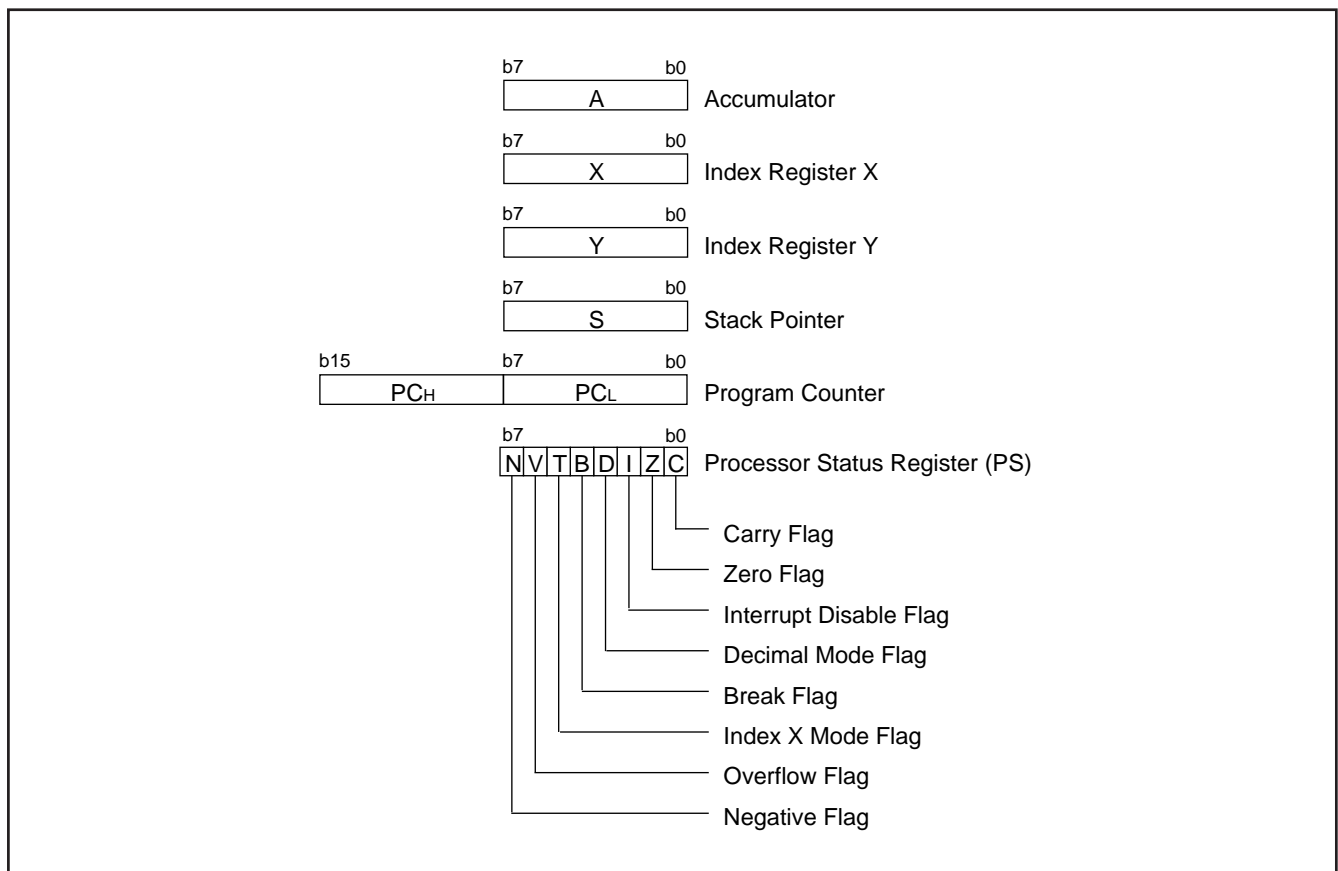 b7 b0
A Accumulator
b7 b0
X Index Register X
b7 b0
Y Index Register Y
b7 b0
S Stack Pointer
b15 b7 b0
PCH PCL Program Counter
b7 b0
N V T B D I Z C Processor Status Register (PS)
Carry Flag
Zero Flag
Interrupt Disable Flag
Decimal Mode Flag
Break Flag
Index X Mode Flag
Overflow Flag
Negative Flag